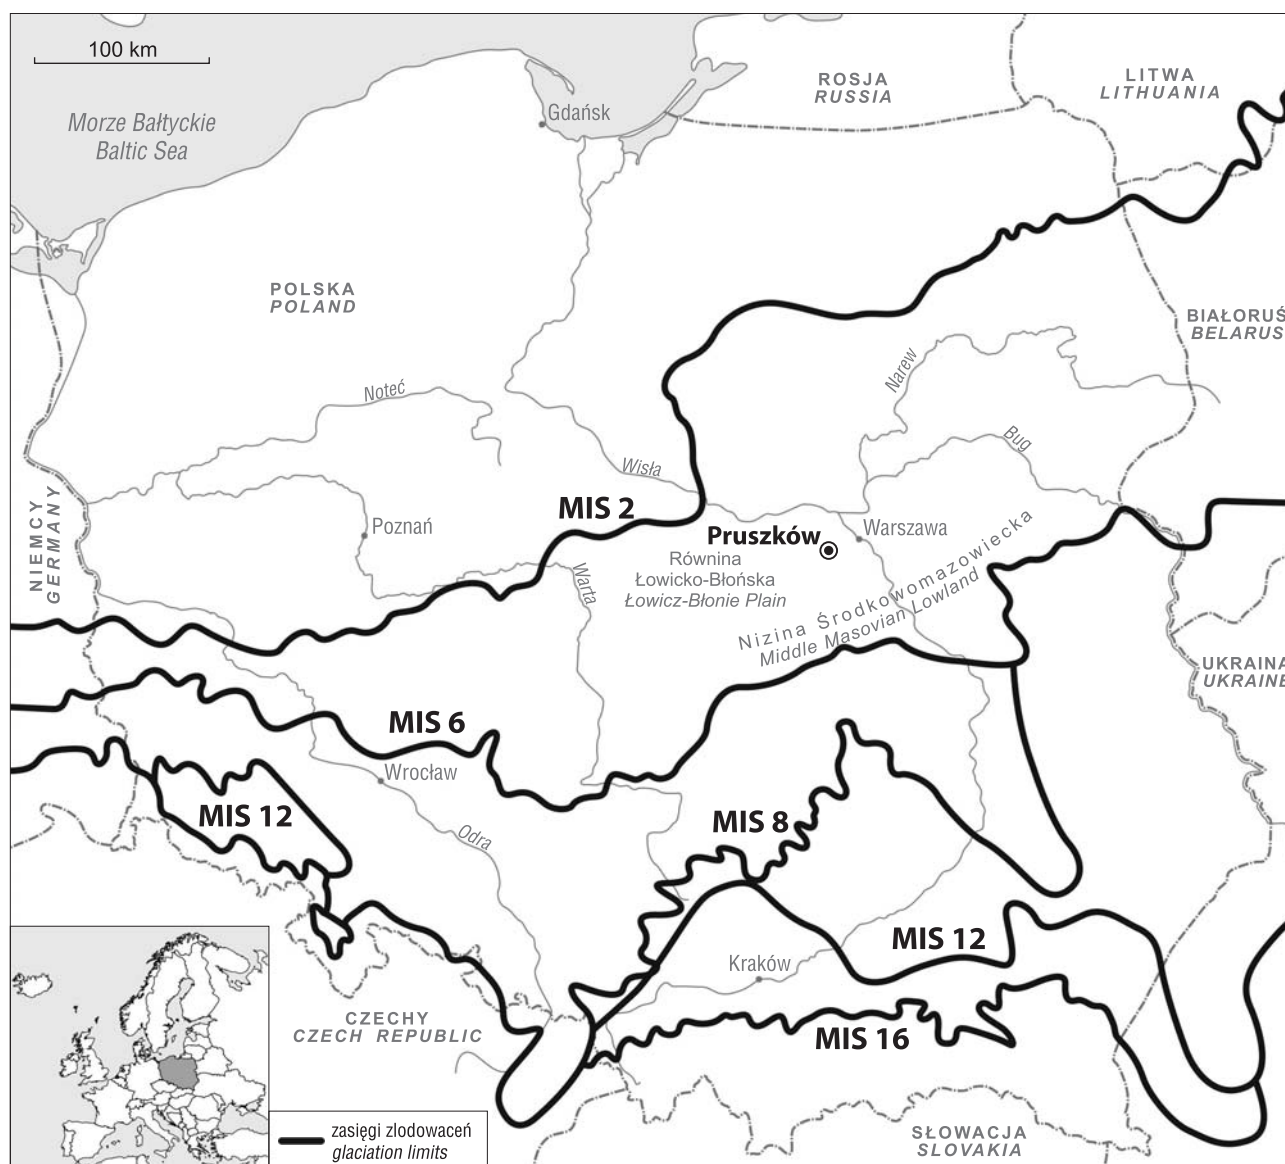 100 km
Morze Bałtyckie
Baltic Sea
Gdańsk
ROSJA
RUSSIA
LITWA
LITHUANIA
POLSKA
POLAND
BIAŁORUŚ
BELARUS
Noteć
Narew
Wisła
Bug
NIEMCY
GERMANY
MIS 2
Poznań
Pruszków
Warszawa
Równina
Łowicko-Błońska
Łowicz-Błonie Plain
Warta
Nizina Środkowomazowiecka
Middle Masovian Lowland
UKRAINA
UKRAINE
MIS 6
Wrocław
MIS 12
MIS 8
Odra
MIS 12
Kraków
CZECHY
CZECH REPUBLIC
MIS 16
SŁOWACJA
SLOVAKIA
zasięgi zlodowaceń
glaciation limits